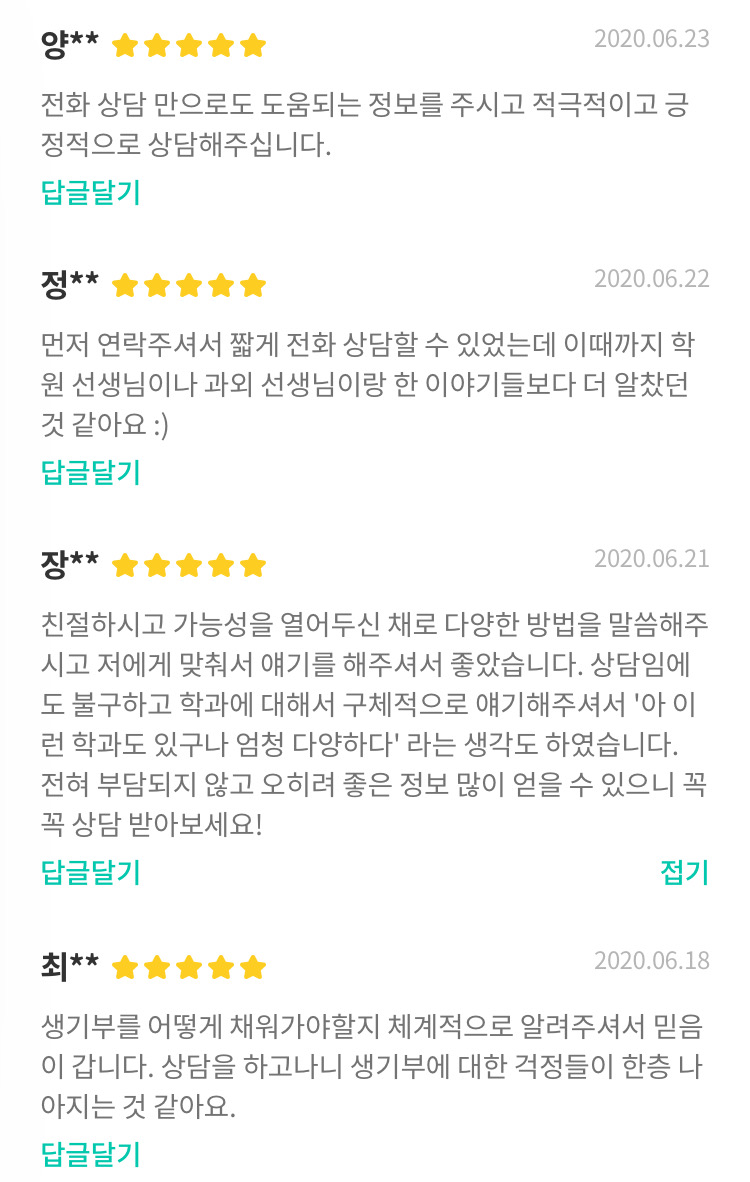 양** 2020.06.23
전화 상담 만으로도 도움되는 정보를 주시고 적극적이고 긍
정적으로 상담해주십니다.
답글달기
정** 2020.06.22
먼저 연락주셔서 짧게 전화 상담할 수 있었는데 이때까지 학
원 선생님이나 과외 선생님이랑 한 이야기들보다 더 알찼던
것 같아요 :)
답글달기
장** 2020.06.21
친절하시고 가능성을 열어두신 채로 다양한 방법을 말씀해주
시고 저에게 맞춰서 얘기를 해주셔서 좋았습니다. 상담임에
도 불구하고 학과에 대해서 구체적으로 얘기해주셔서 '아 이
런 학과도 있구나 엄청 다양하다' 라는 생각도 하였습니다.
전혀 부담되지 않고 오히려 좋은 정보 많이 얻을 수 있으니 꼭
꼭 상담 받아보세요!
답글달기 접기
최** 2020.06.18
생기부를 어떻게 채워가야할지 체계적으로 알려주셔서 믿음
이 갑니다. 상담을 하고나니 생기부에 대한 걱정들이 한층 나
아지는 것 같아요.
답글달기